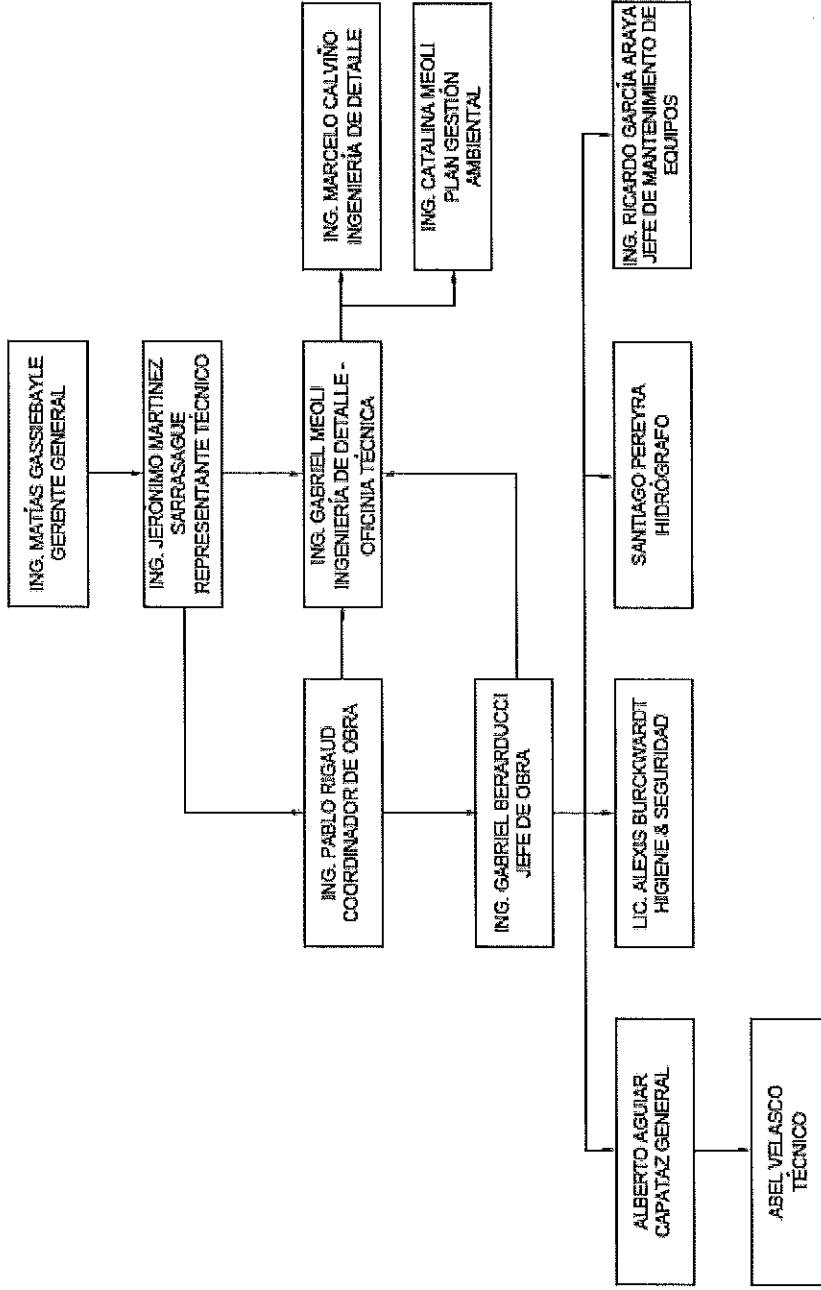 ING. MATÍAS GASSIEBAYLE
GERENTE GENERAL
ING. JERÓNIMO MARTINEZ
SARRASAGUE
REPRESENTANTE TÉCNICO
ING. PABLO RIGAUD
COORDINADOR DE OBRA
ING. GABRIEL MEOLI
INGENIERÍA DE DETALLE -
OFICINIA TÉCNICA
ING. MARCELO CALVIÑO
INGENIERÍA DE DETALLE
ING. CATALINA MEOLI
PLAN GESTIÓN
AMBIENTAL
ING. GABRIEL BERARDUCCI
JEFE DE OBRA
ALBERTO AGUIAR
CAPATAZ GENERAL
LIC. ALEXIS BURCKWARDT
HIGIENE & SEGURIDAD
SANTIAGO PEREYRA
HIDRÓGRAFO
ING. RICARDO GARCÍA ARAYA
JEFE DE MANTENIMIENTO DE
EQUIPOS
ABEL VELASCO
TÉCNICO